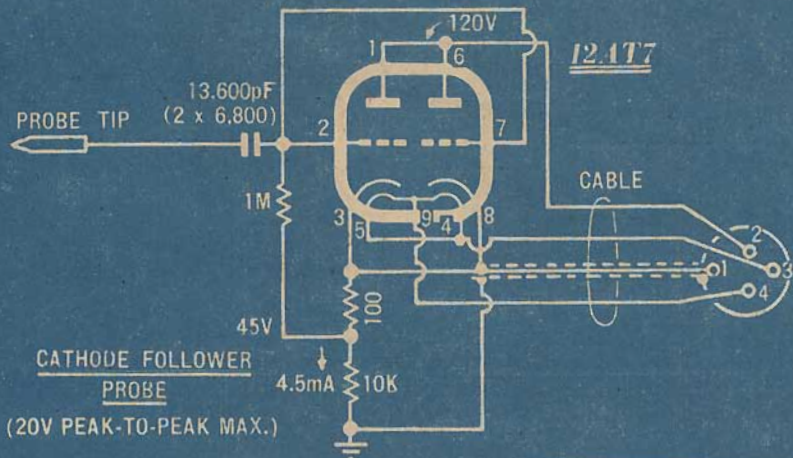 120V
1
6
12AT7
13.600pF
(2 x 6,800)
PROBE TIP
2
7
1M
CABLE
3
5
9
4
8
2
1
3
4
100
45V
4.5mA
10K
CATHODE FOLLOWER
PROBE
(20V PEAK-TO-PEAK MAX.)